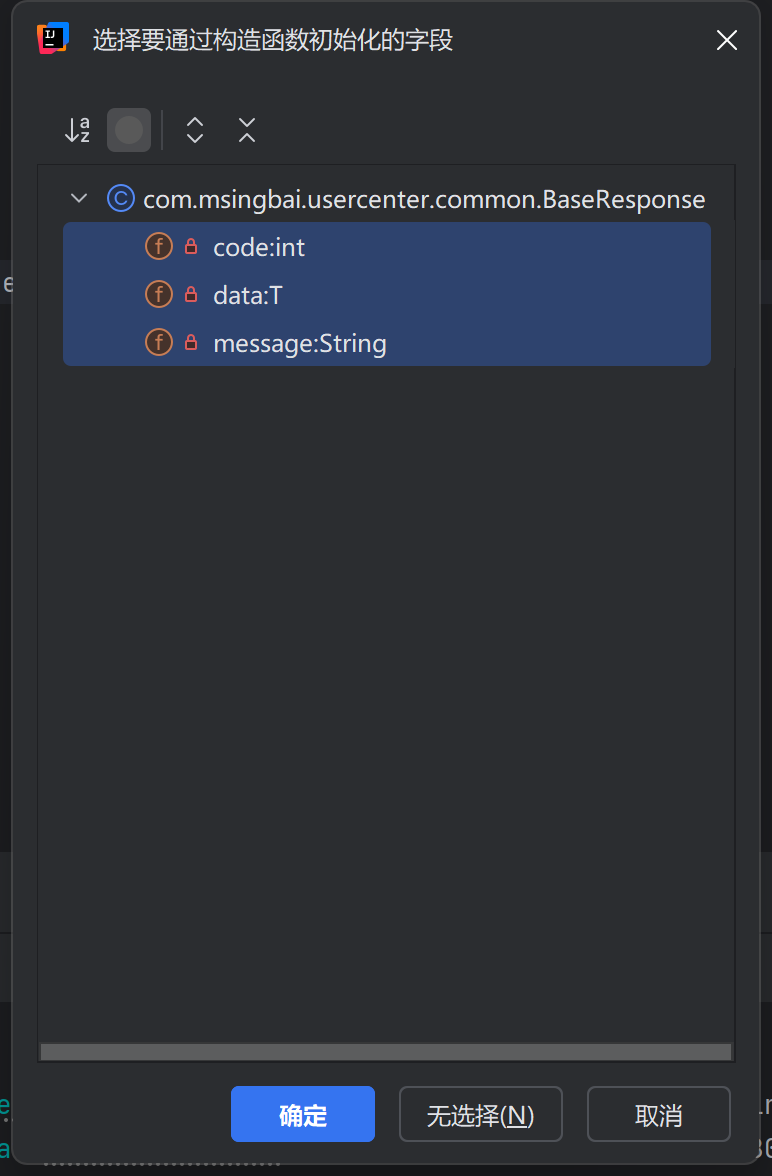 选择要通过构造函数初始化的字段
com.msingbai.usercenter.common.BaseResponse
code:int
data:T
message:String
确定
无选择(N)
取消